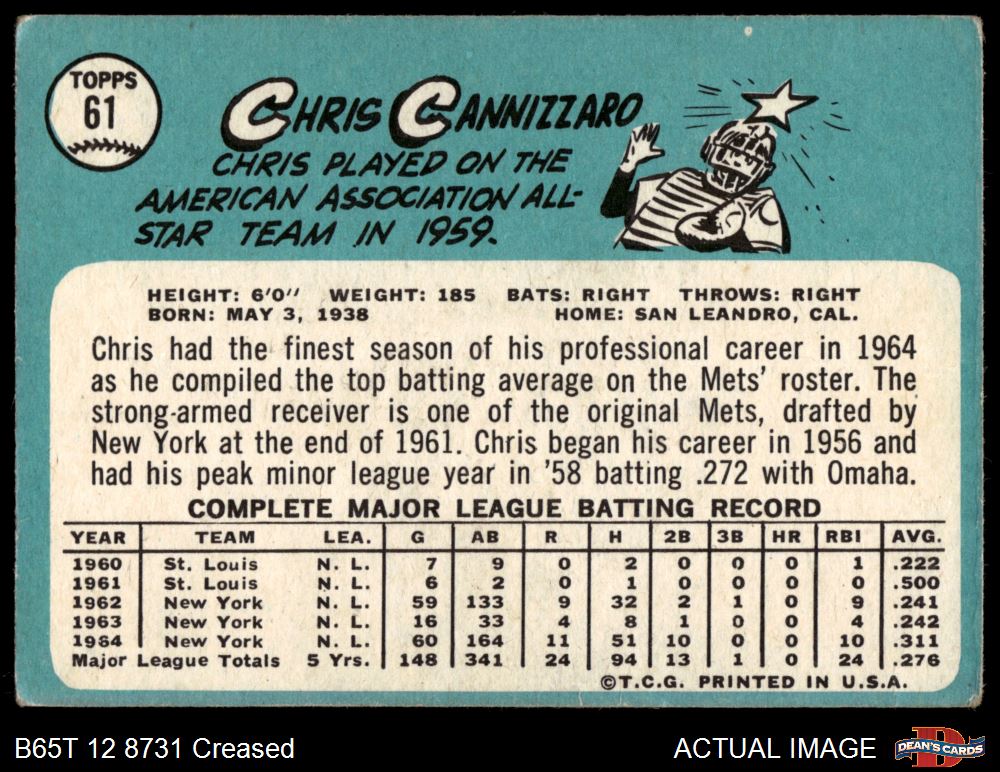 TOPPS
61
CHRIS CANNIZZARO
CHRIS PLAYED ON THE
AMERICAN ASSOCIATION ALL-
STAR TEAM IN 1959.
HEIGHT: 6'0" WEIGHT: 185 BATS: RIGHT THROWS: RIGHT
BORN: MAY 3, 1938 HOME: SAN LEANDRO, CAL.
Chris had the finest season of his professional career in 1964
as he compiled the top batting average on the Mets' roster. The
strong-armed receiver is one of the original Mets, drafted by
New York at the end of 1961. Chris began his career in 1956 and
had his peak minor league year in '58 batting .272 with Omaha.
COMPLETE MAJOR LEAGUE BATTING RECORD
YEAR TEAM LEA. G AB R H 2B 3B HR RBI AVG.
1960 St. Louis N. L. 7 9 0 2 0 0 0 1 .222
1961 St. Louis N. L. 6 2 0 1 0 0 0 0 .500
1962 New York N. L. 59 133 9 32 2 1 0 9 .241
1963 New York N. L. 16 33 4 8 1 0 0 4 .242
1964 New York N. L. 60 164 11 51 10 0 0 10 .311
Major League Totals 5 Yrs. 148 341 24 94 13 1 0 24 .276
©T.C.G. PRINTED IN U.S.A.
B65T 12 8731 Creased ACTUAL IMAGE
DEAN'S CARDS